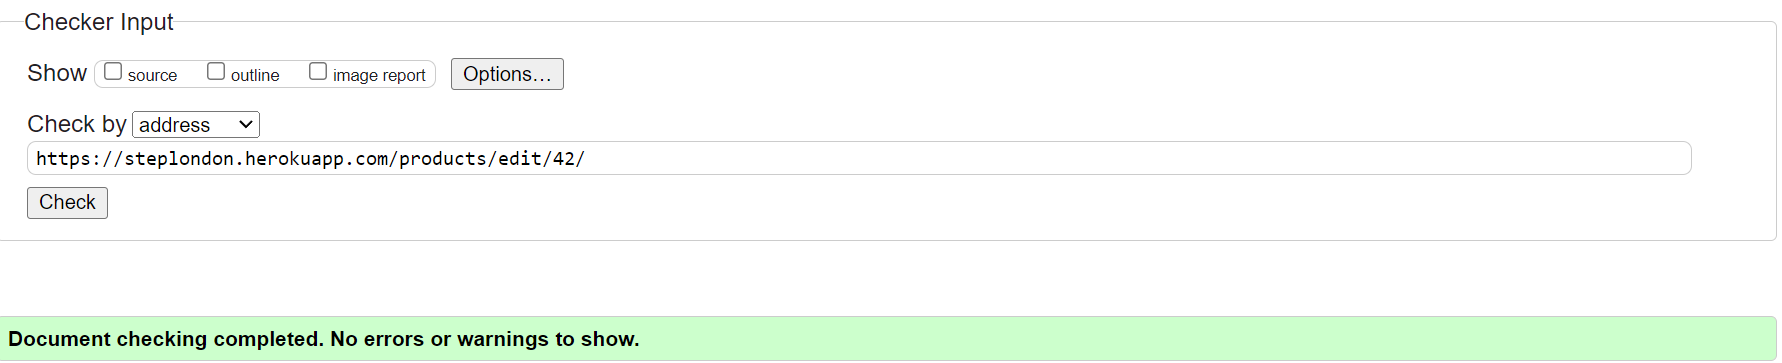 Checker Input
Show source outline image report Options...
Check by address
https://steplondon.herokuapp.com/products/edit/42/
Check
Document checking completed. No errors or warnings to show.